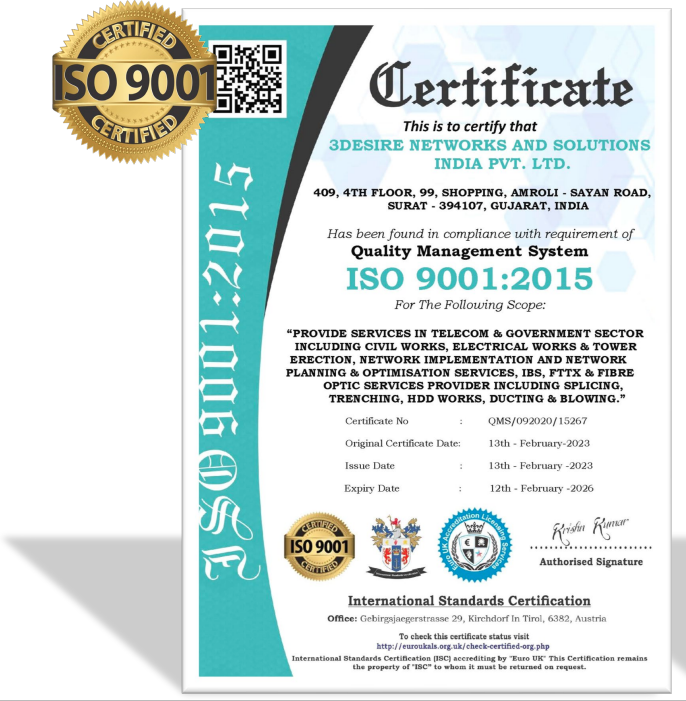 CERTIFIED
ISO 9001
CERTIFIED
ISO 9001:2015
Certificate
This is to certify that
3DESIRE NETWORKS AND SOLUTIONS
INDIA PVT. LTD.
409, 4TH FLOOR, 99, SHOPPING, AMROLI - SAYAN ROAD,
SURAT - 394107, GUJARAT, INDIA
Has been found in compliance with requirement of
Quality Management System
ISO 9001:2015
For The Following Scope:
“PROVIDE SERVICES IN TELECOM & GOVERNMENT SECTOR
INCLUDING CIVIL WORKS, ELECTRICAL WORKS & TOWER
ERECTION, NETWORK IMPLEMENTATION AND NETWORK
PLANNING & OPTIMISATION SERVICES, IBS, FTTX & FIBRE
OPTIC SERVICES PROVIDER INCLUDING SPLICING,
TRENCHING, HDD WORKS, DUCTING & BLOWING.”
Certificate No : QMS/092020/15267
Original Certificate Date: 13th - February-2023
Issue Date : 13th - February -2023
Expiry Date : 12th - February -2026
CERTIFIED
ISO 9001
CERTIFIED
Euro UK Accreditation Licensing Services
Krishn Kumar
Authorised Signature
International Standards Certification
Office: Gebirgsjaegerstrasse 29, Kirchdorf In Tirol, 6382, Austria
To check this certificate status visit
http://euroukals.org.uk/check-certified-org.php
International Standards Certification (ISC) accrediting by "Euro UK" This Certification remains
the property of "ISC" to whom it must be returned on request.